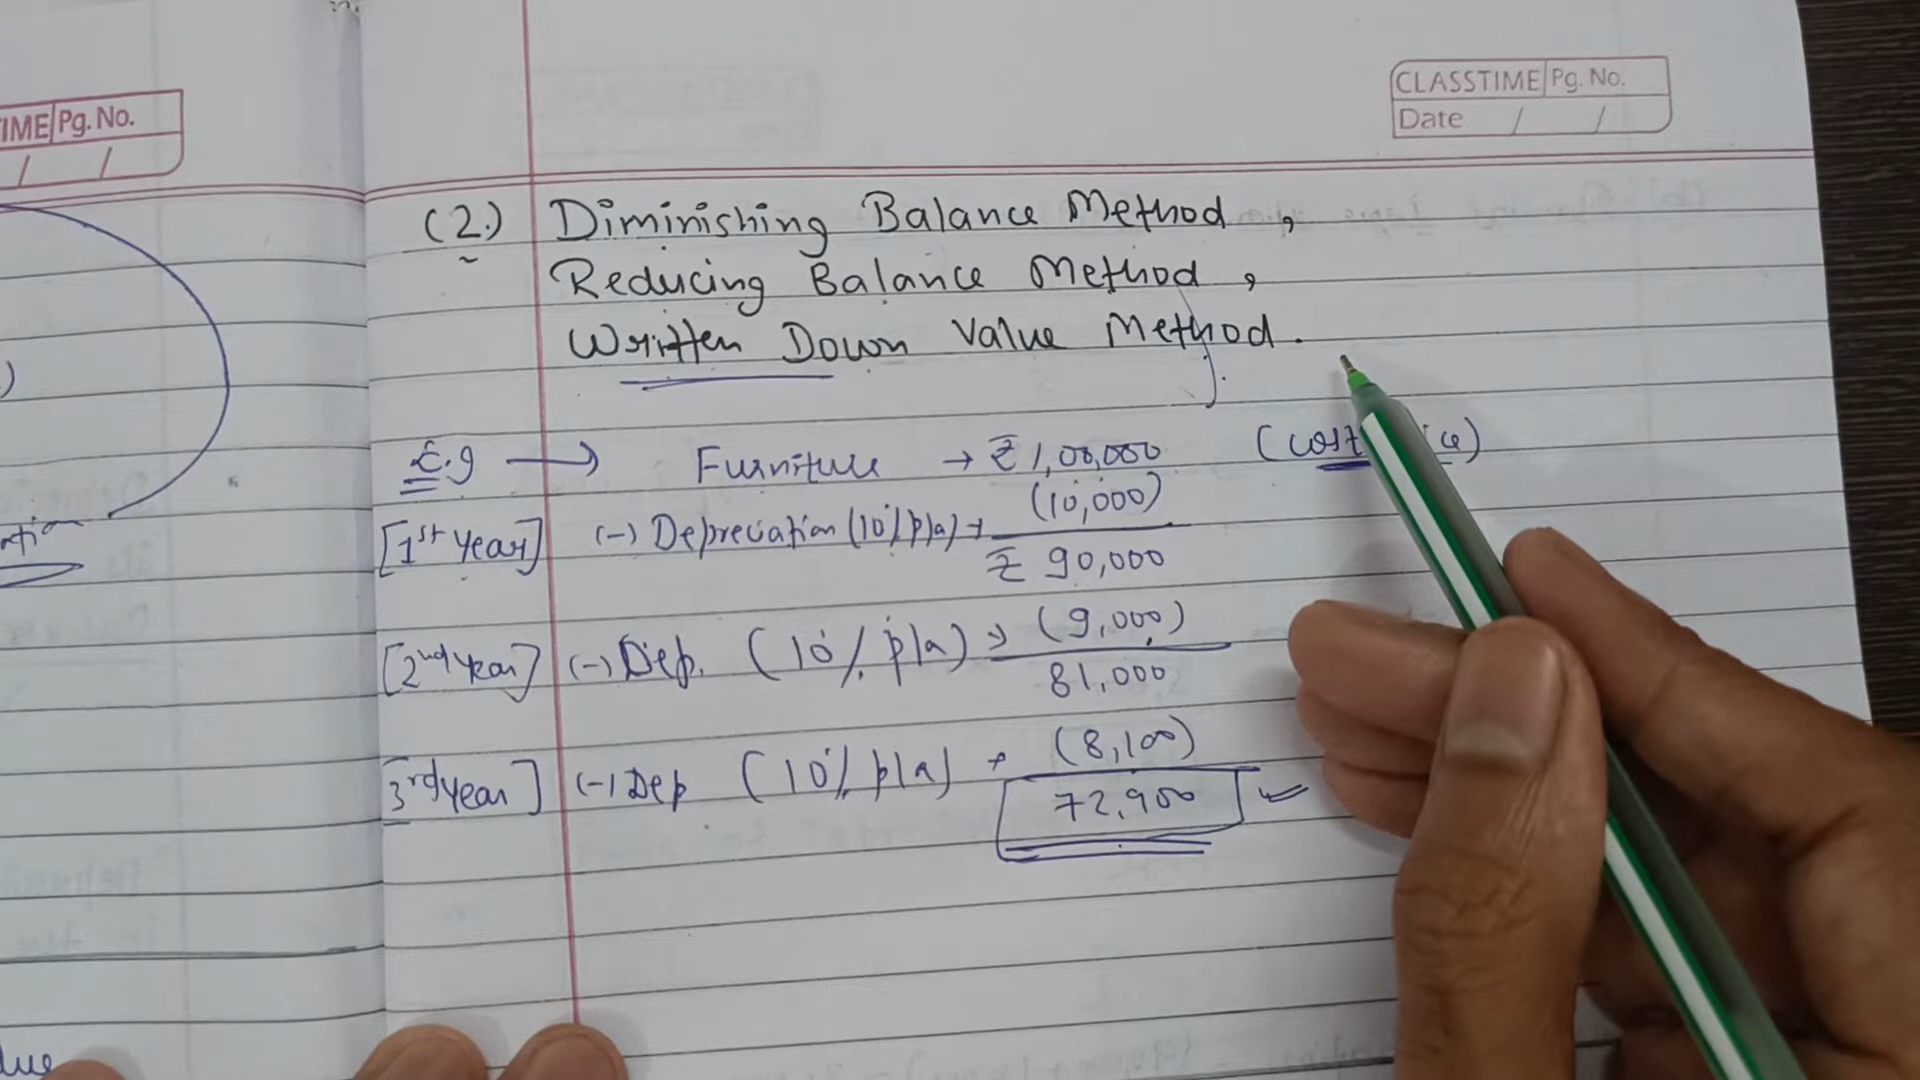 IME Pg. No.
/ /
CLASSTIME Pg. No.
Date / /
(2.) Diminishing Balance Method ,
Reducing Balance Method ,
Written Down Value Method .
E.g → Furniture → ₹ 1,00,000 (cost
[1st Year] (-) Depreciation (10% p/a) → (10,000)
₹ 90,000
[2nd Year] (-) Dep. (10% p/a) → (9,000)
81,000
3rd Year] (-) Dep (10% p/a) → (8,100)
72,900